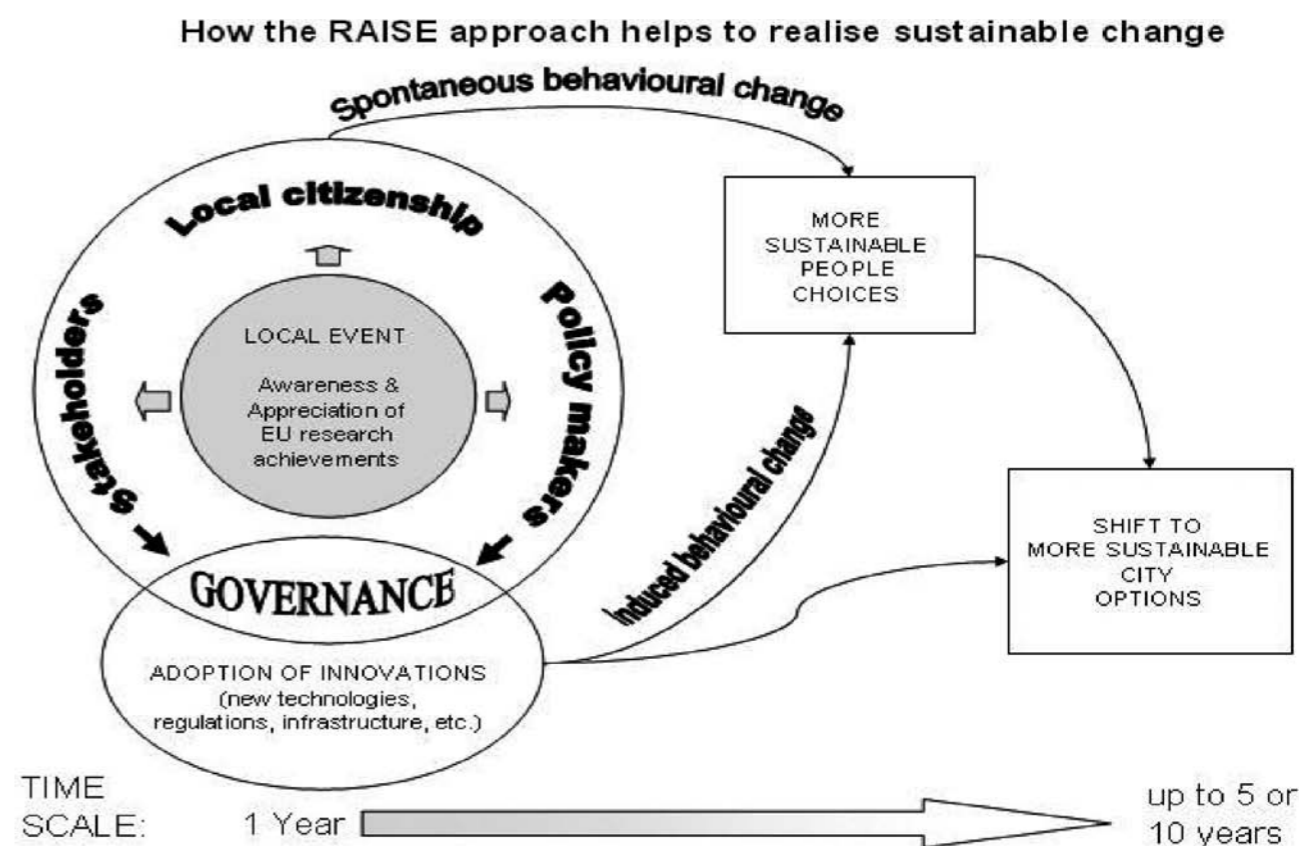 How the RAISE approach helps to realise sustainable change
Spontaneous behavioural change
Local citizenship
Stakeholders
Policy makers
LOCAL EVENT
Awareness &
Appreciation of
EU research
achievements
MORE
SUSTAINABLE
PEOPLE
CHOICES
Induced behavioural change
SHIFT TO
MORE SUSTAINABLE
CITY
OPTIONS
GOVERNANCE
ADOPTION OF INNOVATIONS
(new technologies,
regulations, infrastructure, etc.)
TIME
SCALE:
1 Year
up to 5 or
10 years